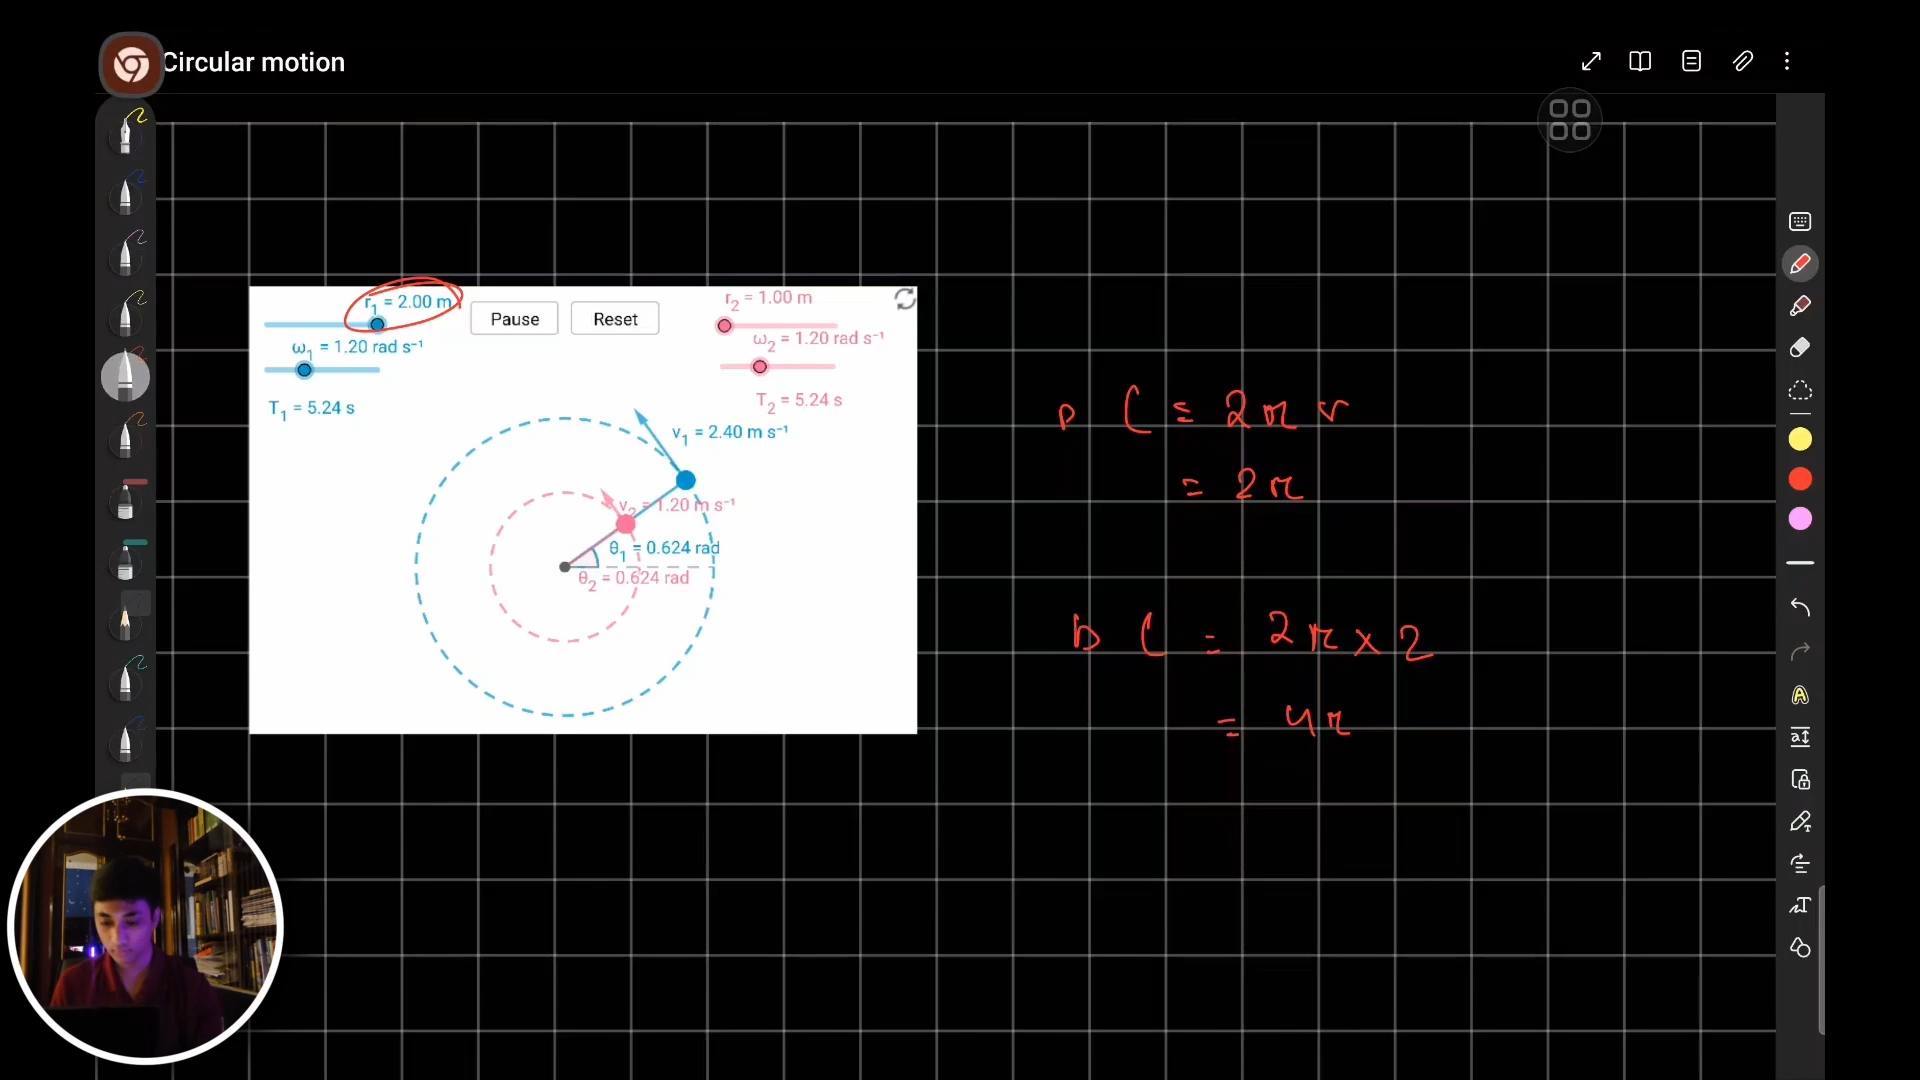 Circular motion
r₁ = 2.00 m
Pause
Reset
r₂ = 1.00 m
ω₁ = 1.20 rad s⁻¹
ω₂ = 1.20 rad s⁻¹
T₁ = 5.24 s
T₂ = 5.24 s
v₁ = 2.40 m s⁻¹
v₂ = 1.20 m s⁻¹
θ₁ = 0.624 rad
θ₂ = 0.624 rad
P C = 2π r
= 2π
b C = 2π × 2
= 4π